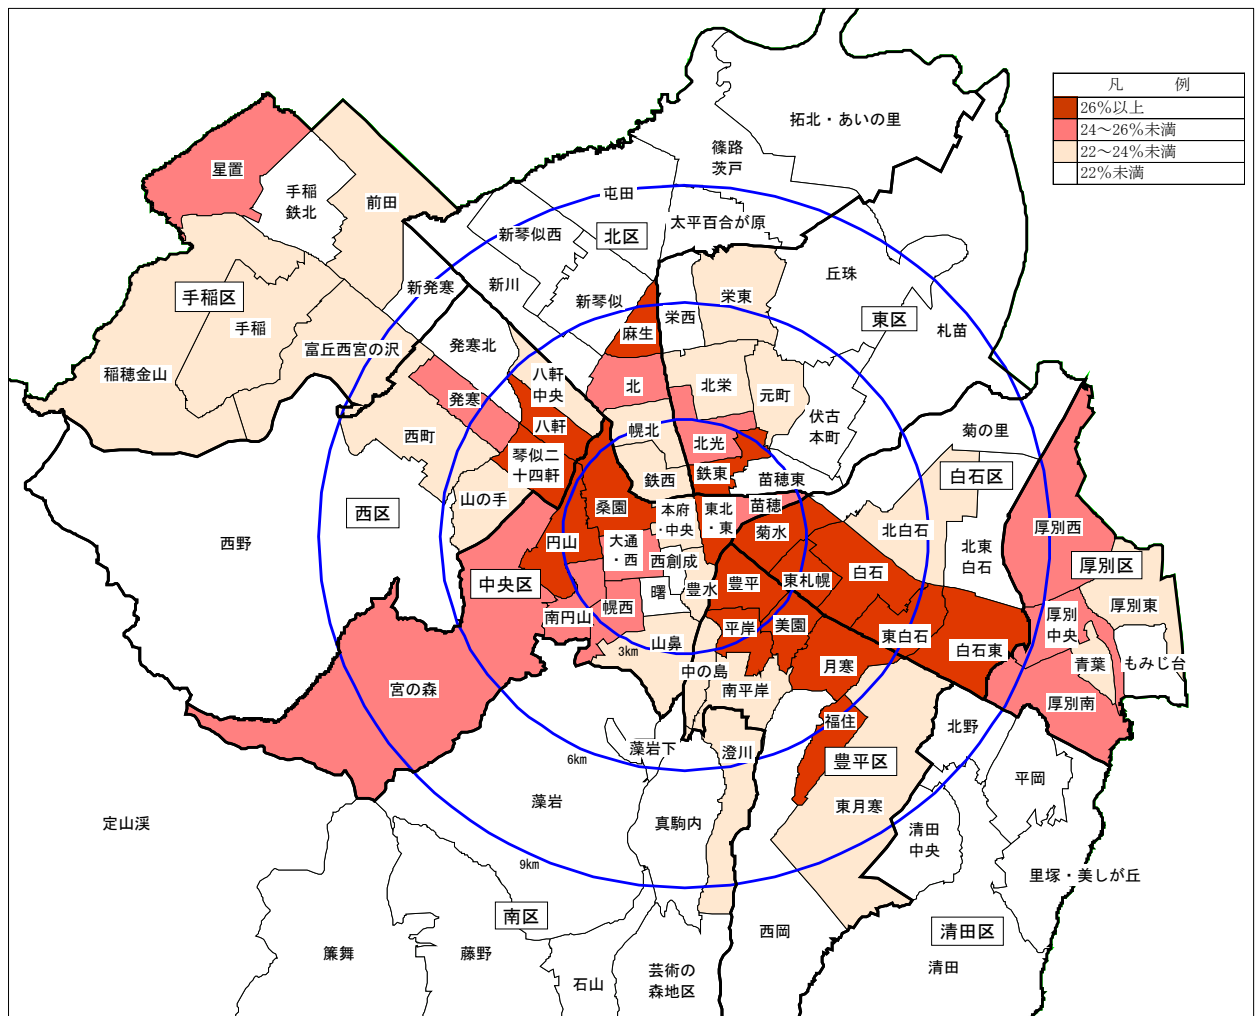 凡 例
26%以上
24～26%未満
22～24%未満
22%未満
拓北・あいの里
篠路
茨戸
星置
手稲
鉄北
前田
屯田
太平百合が原
新琴似西
北区
手稲区
新発寒
新川
新琴似
丘珠
栄東
栄西
東区
札苗
手稲
富丘西宮の沢
発寒北
麻生
稲穂金山
八軒
中央
北
北栄
元町
発寒
八軒
伏古
本町
西町
幌北
北光
菊の里
琴似二
十四軒
鉄西
鉄東
苗穂東
白石区
山の手
桑園
本府
・中央
東北
・東
苗穂
西区
菊水
北白石
厚別西
西野
円山
大通
・西
西創成
北東
白石
厚別区
中央区
曙
豊水
豊平
東札幌
白石
厚別東
南円山
幌西
平岸
美園
東白石
厚別
中央
3km
山鼻
白石東
青葉
もみじ台
宮の森
中の島
南平岸
月寒
厚別南
福住
北野
藻岩下
澄川
6km
豊平区
平岡
藻岩
東月寒
定山渓
真駒内
清田
中央
9km
里塚・美しが丘
南区
西岡
清田区
簾舞
藤野
清田
石山
芸術の
森地区